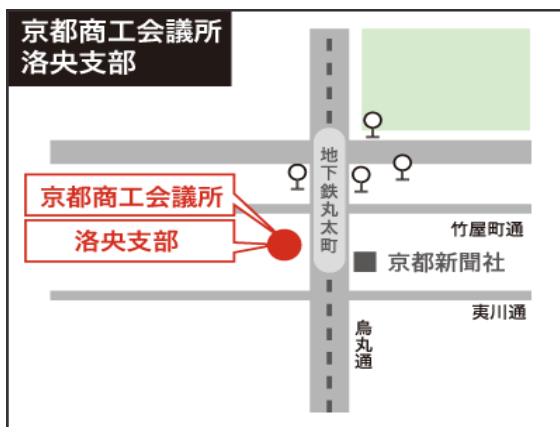 京都商工会議所
洛央支部
地下鉄丸太町
京都商工会議所
洛央支部
竹屋町通
京都新聞社
夷川通
烏丸通